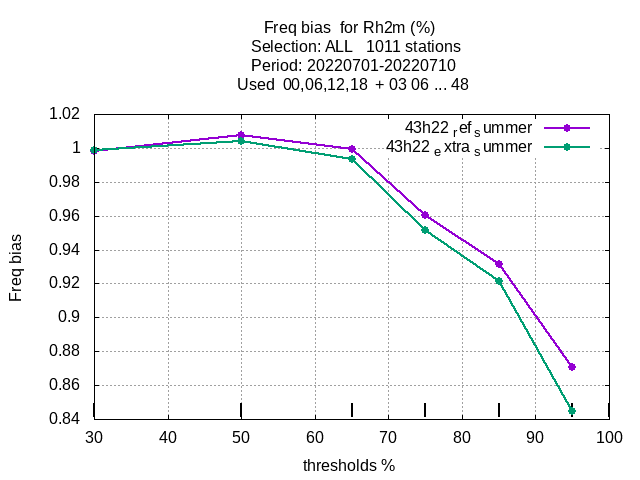 Freq bias  for Rh2m (%)
Selection: ALL   1011 stations
Period: 20220701-20220710
Used  00,06,12,18  + 03 06 ... 48
1.02
1
0.98
0.96
0.94
0.92
0.9
0.88
0.86
0.84
Freq bias
43h22 ref summer
43h22 extra summer
30 40 50 60 70 80 90 100
thresholds %